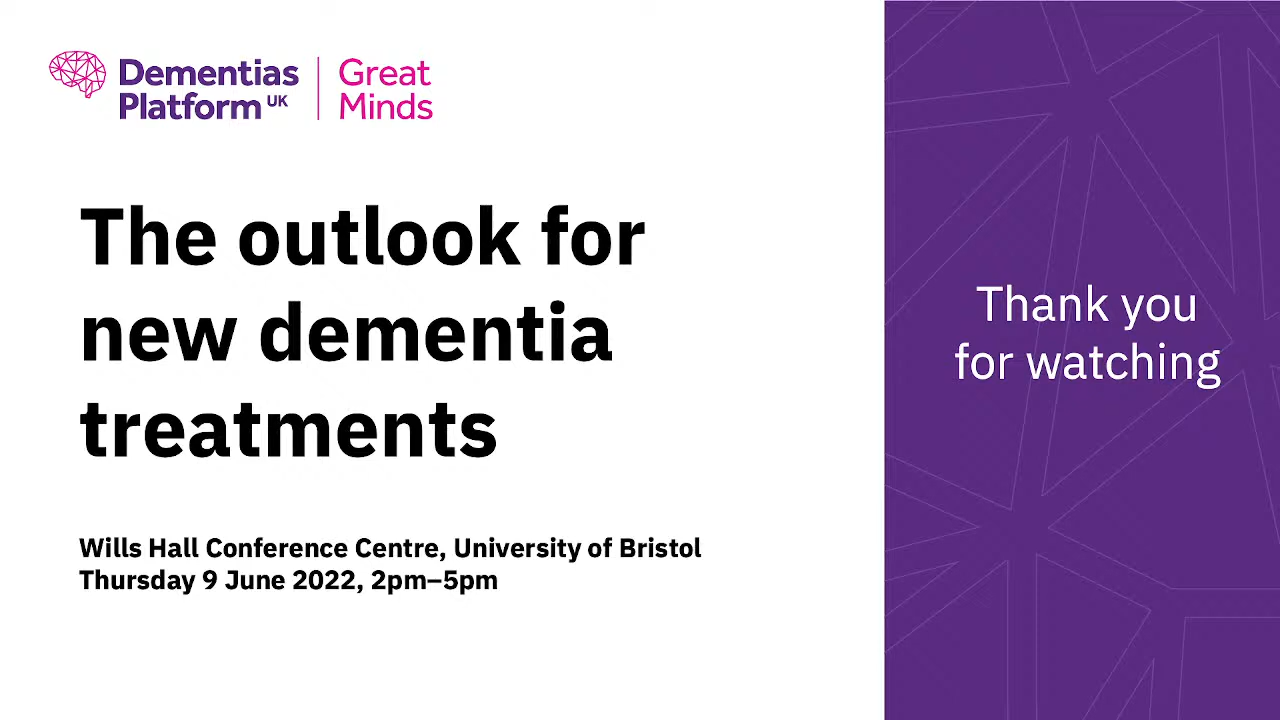 Dementias
Platform UK
Great
Minds
The outlook for
new dementia
treatments
Wills Hall Conference Centre, University of Bristol
Thursday 9 June 2022, 2pm–5pm
Thank you
for watching